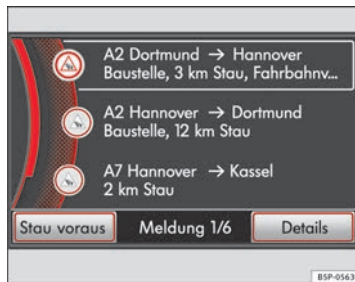 A2 Dortmund → Hannover
Baustelle, 3 km Stau, Fahrbahnv...
A2 Hannover → Dortmund
Baustelle, 12 km Stau
A7 Hannover → Kassel
2 km Stau
Stau voraus Meldung 1/6 Details
BSP-0563